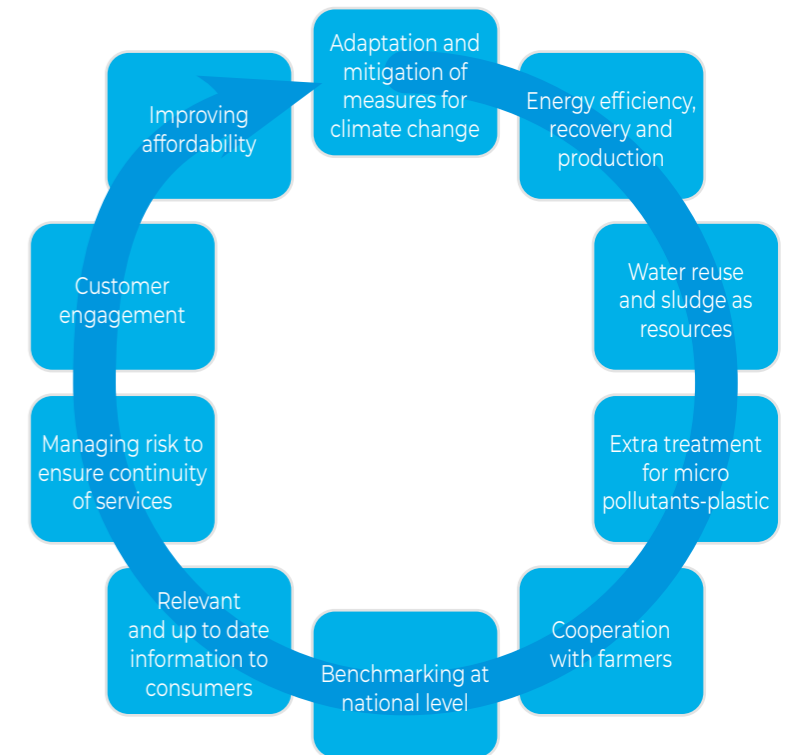 Adaptation and
mitigation of
measures for
climate change
Energy efficiency,
recovery and
production
Water reuse
and sludge as
resources
Extra treatment
for micro
pollutants-plastic
Cooperation
with farmers
Benchmarking at
national level
Relevant
and up to date
information to
consumers
Managing risk to
ensure continuity
of services
Customer
engagement
Improving
affordability